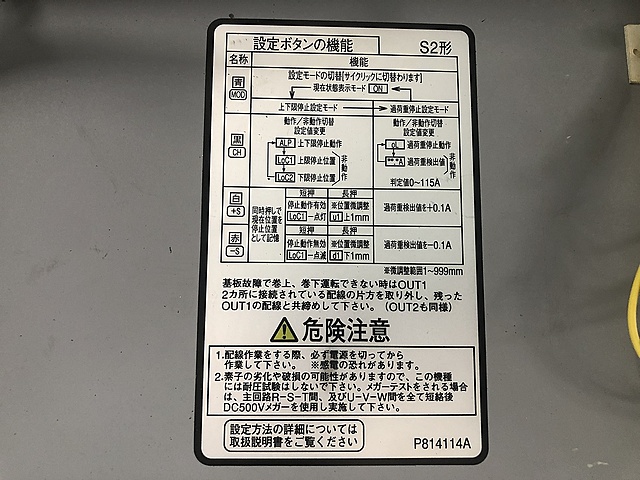 設定ボタンの機能
S2形
名称
機能
設定モードの切替[サイクリックに切替わります]
現在状態表示モード ON
青
MOD
上下限停止設定モード
過荷重停止設定モード
黒
CH
動作／非動作切替
設定値変更
ALP 上下限停止動作
LoC1 上限停止位置
LoC2 下限停止位置
非動作
動作／非動作切替
設定値変更
oL 過荷重停止動作
**.*A 過荷重検出値
非動作
判定値0～115A
白
+S
同時押しで
現在位置を
停止位置
として記憶
短押
長押
停止動作有効
LoC1 一点灯
※位置微調整
u1 上1mm
過荷重検出値を+0.1A
赤
-S
短押
長押
停止動作無効
LoC1 一点滅
※位置微調整
d1 下1mm
過荷重検出値を-0.1A
※微調整範囲1～999mm
基板故障で巻上、巻下運転できない時はOUT1
2カ所に接続されている配線の片方を取り外し、残った
OUT1の配線と共締めして下さい。（OUT2も同様）
危険注意
1.配線作業をする際、必ず電源を切ってから
作業して下さい。 ※感電の恐れがあります。
2.素子の劣化や破損の可能性がありますので、この機種
には耐圧試験はしないで下さい。メガーテストをされる場合
は、主回路R-S-T間、及びU-V-W間を全て短絡後
DC500Vメガーを使用し実施して下さい。
設定方法の詳細については
取扱説明書をご覧ください
P814114A